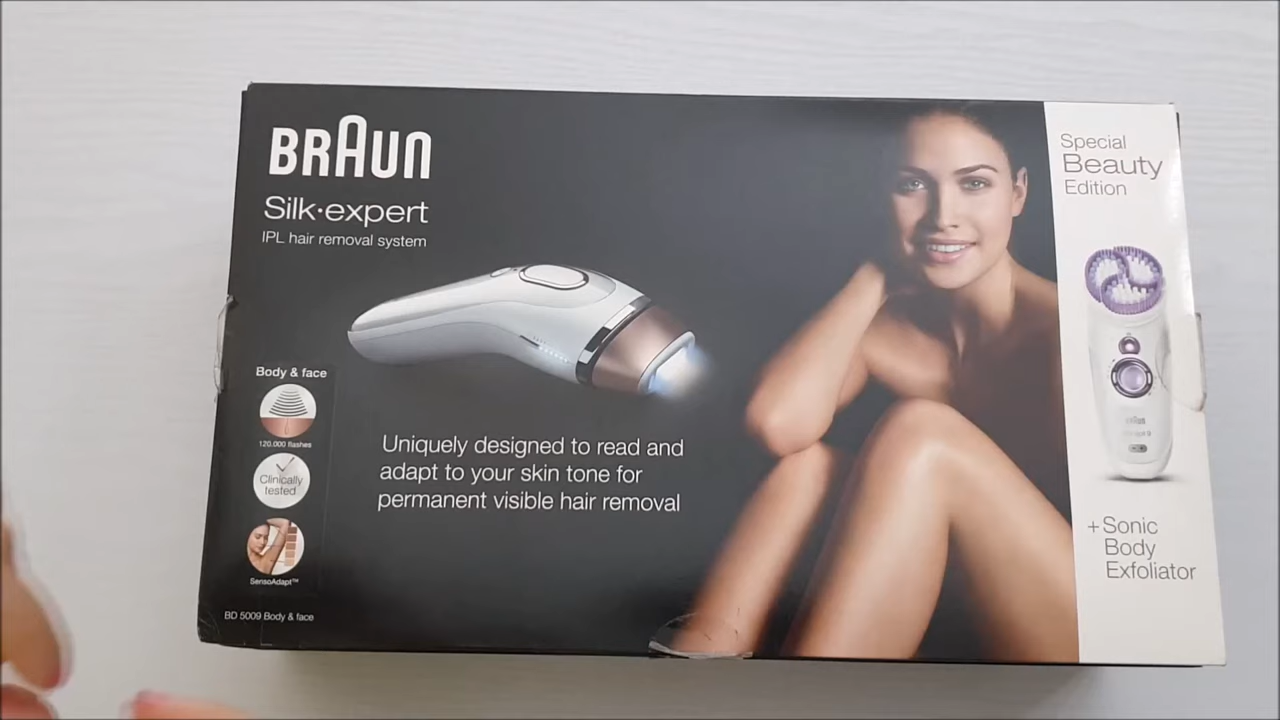 BRAUN
Silk·expert
IPL hair removal system
Body & face
120.000 flashes
Clinically
tested
SensoAdapt™
BD 5009 Body & face
Uniquely designed to read and
adapt to your skin tone for
permanent visible hair removal
Special
Beauty
Edition
BRAUN
+Sonic
Body
Exfoliator